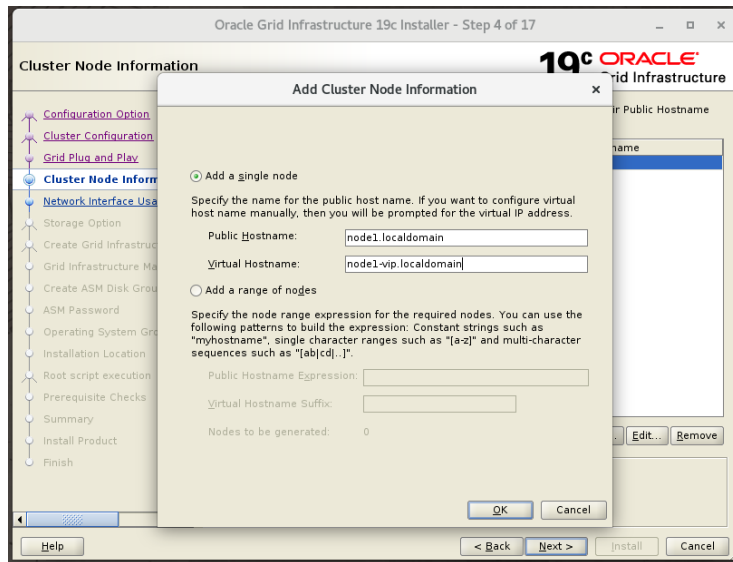 Oracle Grid Infrastructure 19c Installer - Step 4 of 17
Cluster Node Information
19c ORACLE
Grid Infrastructure
Configuration Option
Cluster Configuration
Grid Plug and Play
Cluster Node Inform
Network Interface Usa
Storage Option
Create Grid Infrastruc
Grid Infrastructure Ma
Create ASM Disk Grou
ASM Password
Operating System Gro
Installation Location
Root script execution
Prerequisite Checks
Summary
Install Product
Finish
Public Hostname
Add Cluster Node Information
Add a single node
Specify the name for the public host name. If you want to configure virtual
host name manually, then you will be prompted for the virtual IP address.
Public Hostname: node1.localdomain
Virtual Hostname: node1-vip.localdomain
Add a range of nodes
Specify the node range expression for the required nodes. You can use the
following patterns to build the expression: Constant strings such as
"myhostname", single character ranges such as "[a-z]" and multi-character
sequences such as "[ab|cd|..]".
Public Hostname Expression:
Virtual Hostname Suffix:
Nodes to be generated: 0
OK Cancel
Edit... Remove
Help < Back Next > Install Cancel